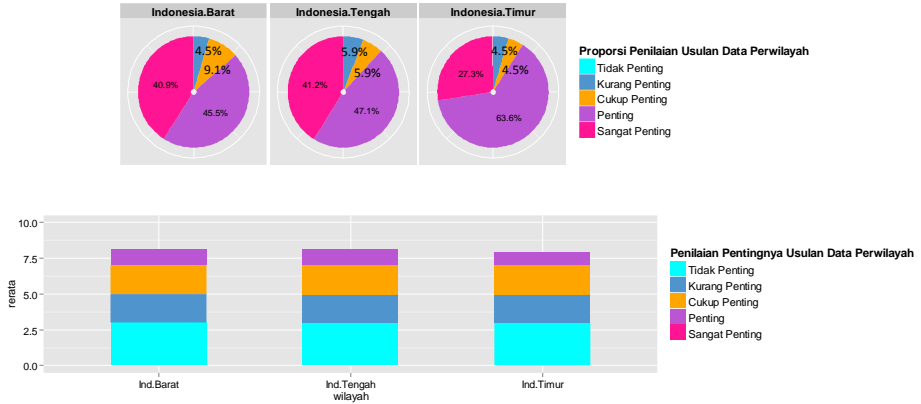 Indonesia.Barat
Indonesia.Tengah
Indonesia.Timur
4.5%
9.1%
40.9%
45.5%
5.9%
5.9%
41.2%
47.1%
4.5%
4.5%
27.3%
63.6%
Proporsi Penilaian Usulan Data Perwilayah
Tidak Penting
Kurang Penting
Cukup Penting
Penting
Sangat Penting
10.0
7.5
5.0
2.5
0.0
rerata
Ind.Barat
Ind.Tengah
Ind.Timur
wilayah
Penilaian Pentingnya Usulan Data Perwilayah
Tidak Penting
Kurang Penting
Cukup Penting
Penting
Sangat Penting